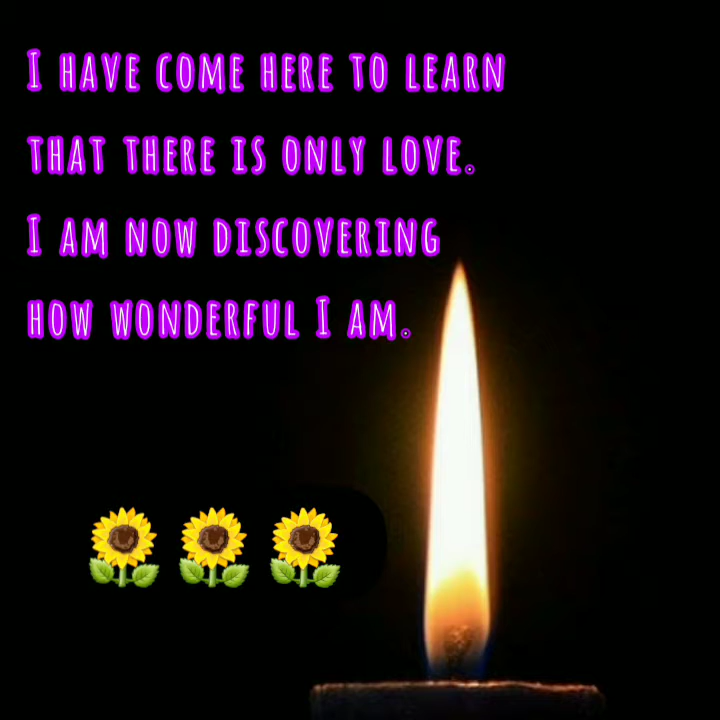 I HAVE COME HERE TO LEARN
THAT THERE IS ONLY LOVE.
I AM NOW DISCOVERING
HOW WONDERFUL I AM.